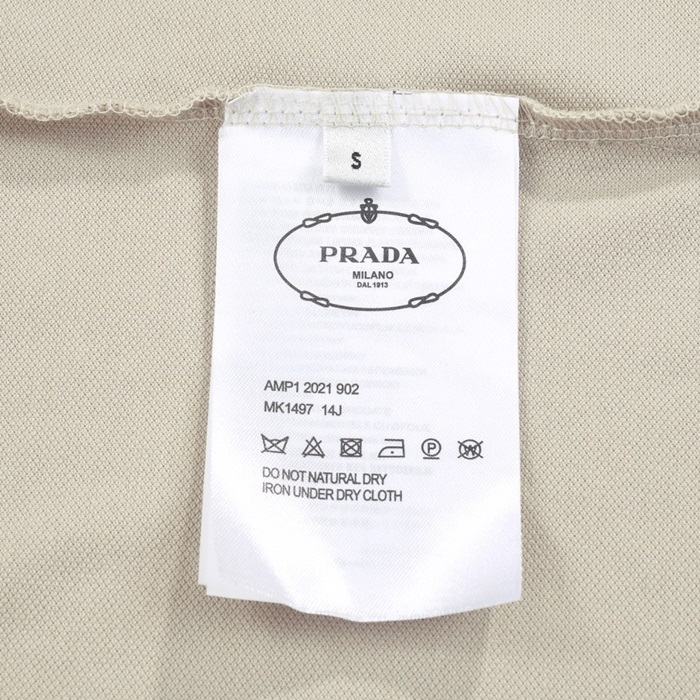 S
PRADA
MILANO
DAL 1913
AMP1 2021 902
MK1497 14J
DO NOT NATURAL DRY
IRON UNDER DRY CLOTH